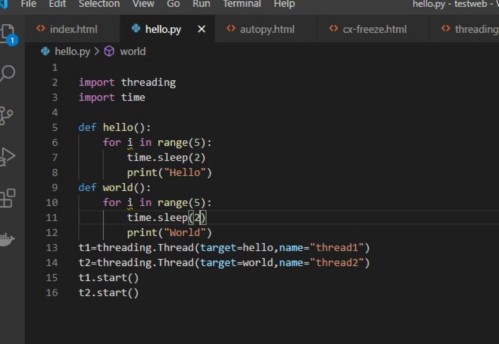 File Edit Selection View Go Run Terminal Help hello.py - testweb - V
index.html hello.py autopy.html cx-freeze.html threading
hello.py > world
1
2 import threading
3 import time
4
5 def hello():
6 for i in range(5):
7 time.sleep(2)
8 print("Hello")
9 def world():
10 for i in range(5):
11 time.sleep(2)
12 print("World")
13 t1=threading.Thread(target=hello,name="thread1")
14 t2=threading.Thread(target=world,name="thread2")
15 t1.start()
16 t2.start()
1